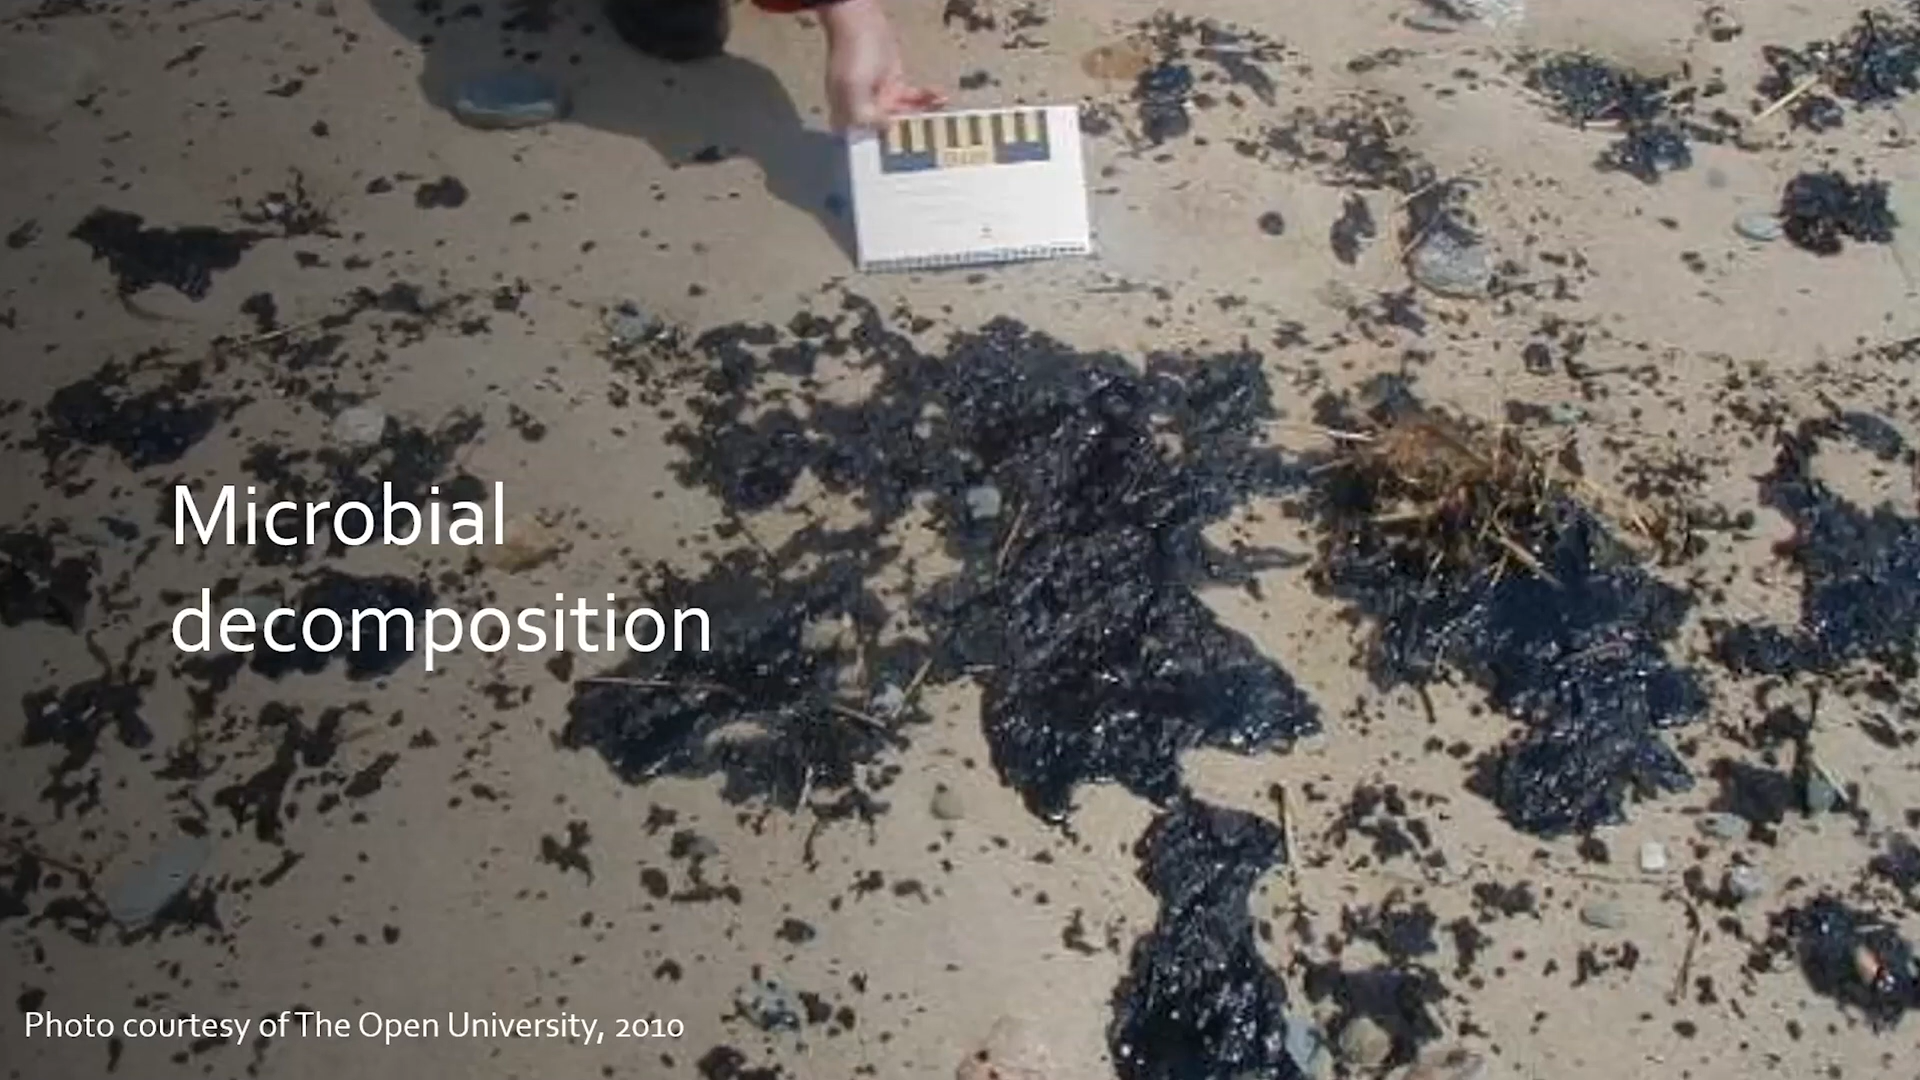 Microbial
decomposition
Photo courtesy of The Open University, 2010